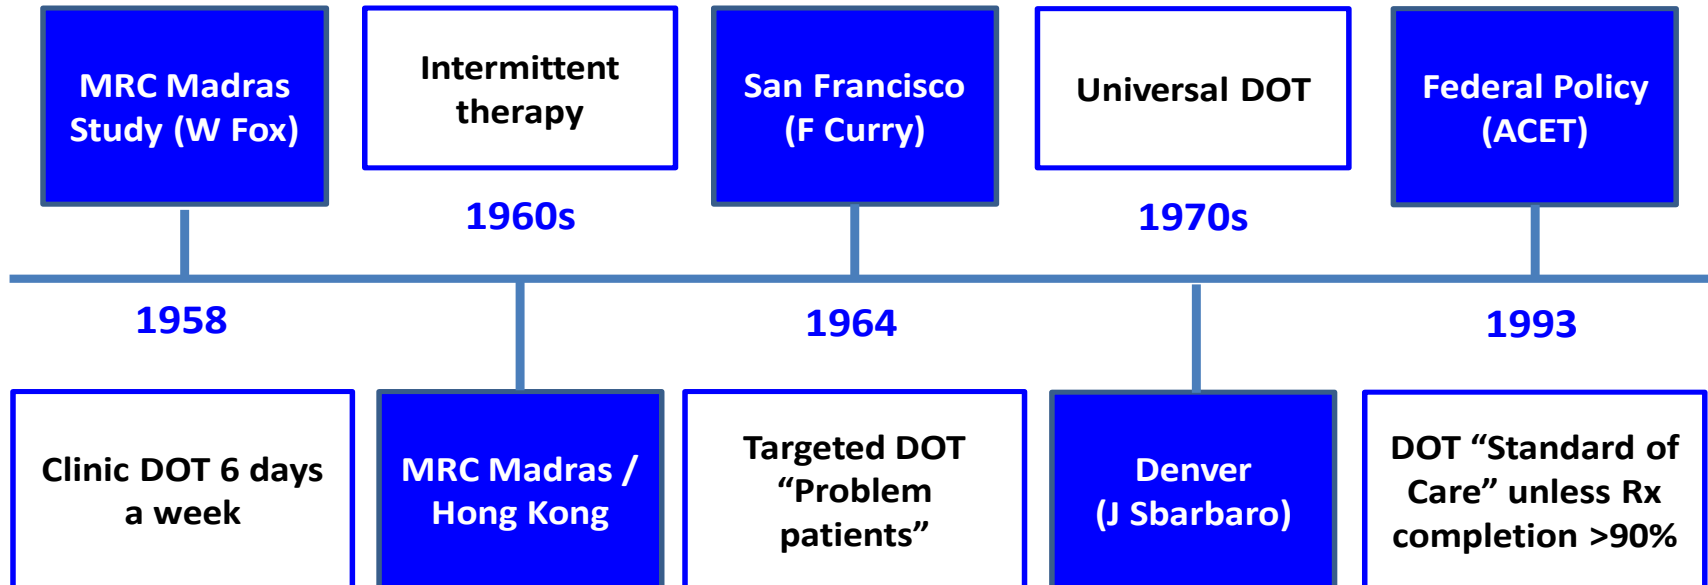 MRC Madras
Study (W Fox)
Intermittent
therapy
San Francisco
(F Curry)
Universal DOT
Federal Policy
(ACET)
1960s
1970s
1958
1964
1993
Clinic DOT 6 days
a week
MRC Madras /
Hong Kong
Targeted DOT
“Problem
patients”
Denver
(J Sbarbaro)
DOT “Standard of
Care” unless Rx
completion >90%